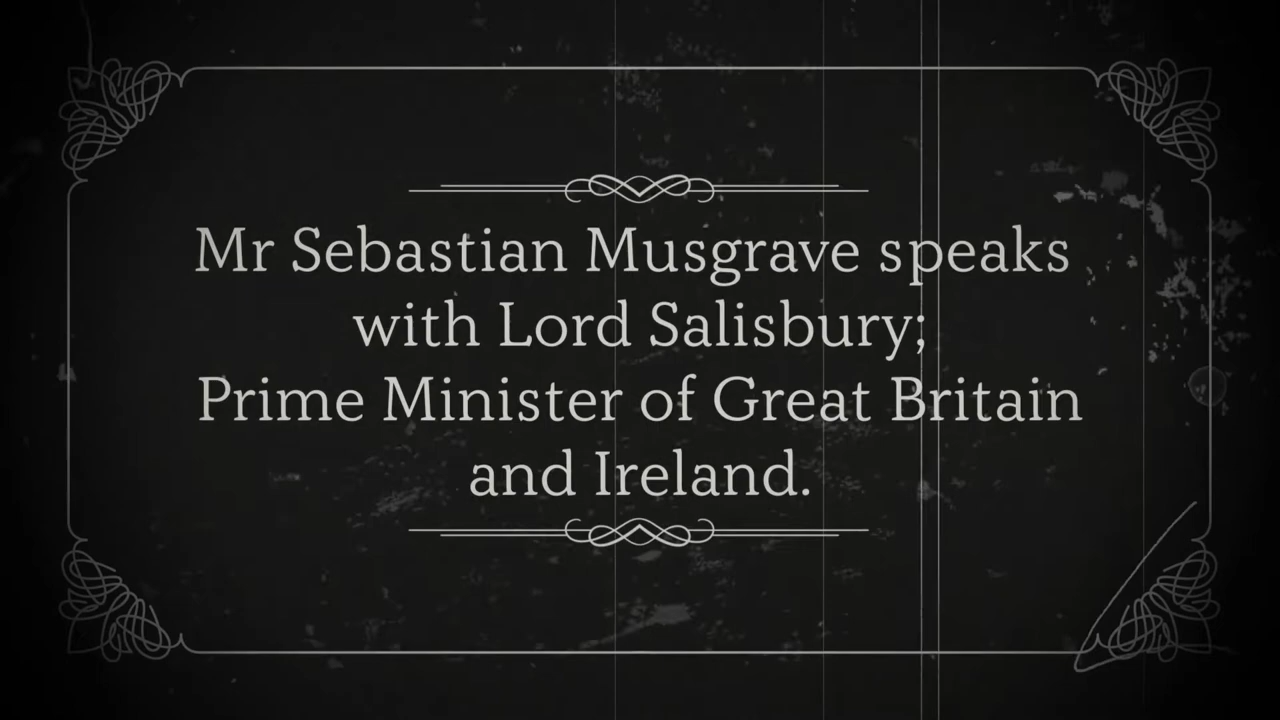 Mr Sebastian Musgrave speaks
with Lord Salisbury;
Prime Minister of Great Britain
and Ireland.